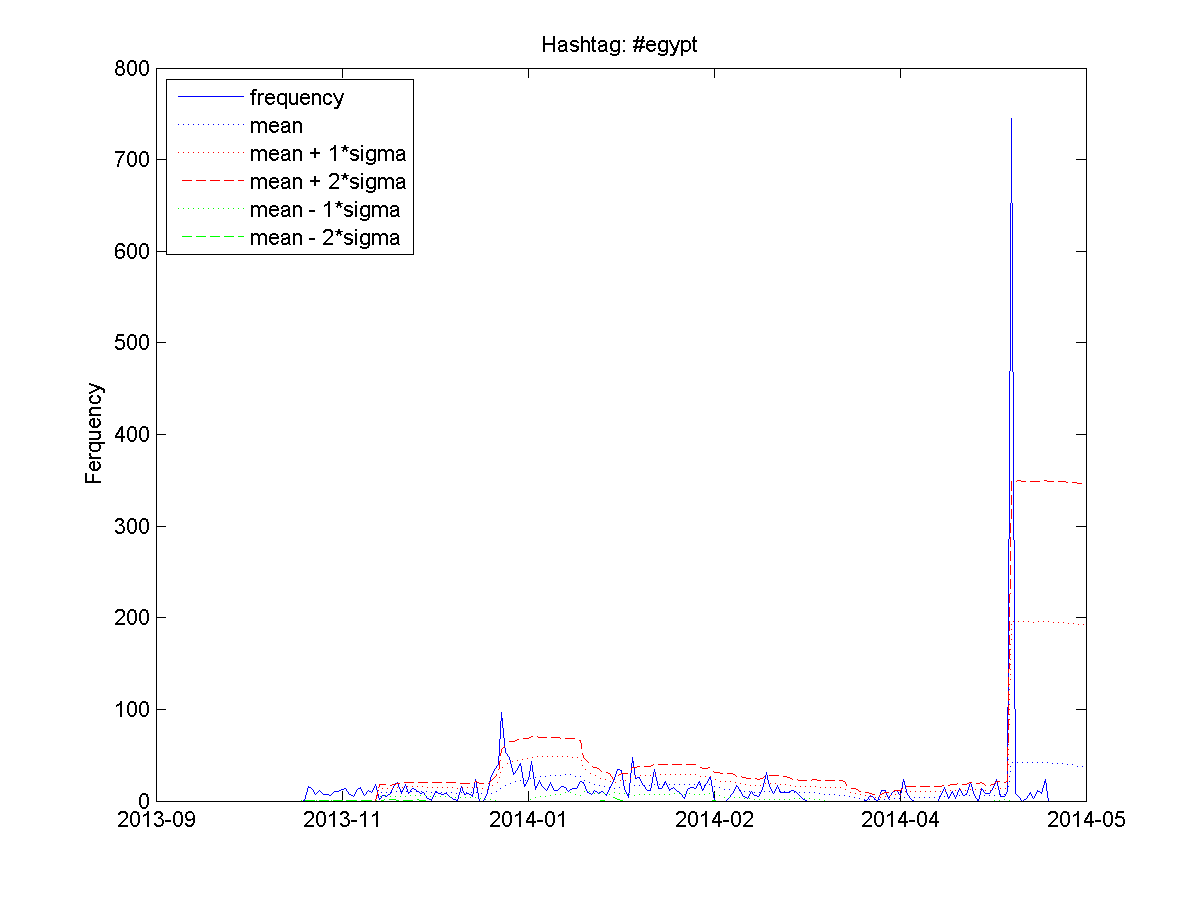 Hashtag: #egypt
800
700
600
500
400
300
200
100
0
Ferquency
frequency
mean
mean + 1*sigma
mean + 2*sigma
mean - 1*sigma
mean - 2*sigma
2013-09 2013-11 2014-01 2014-02 2014-04 2014-05